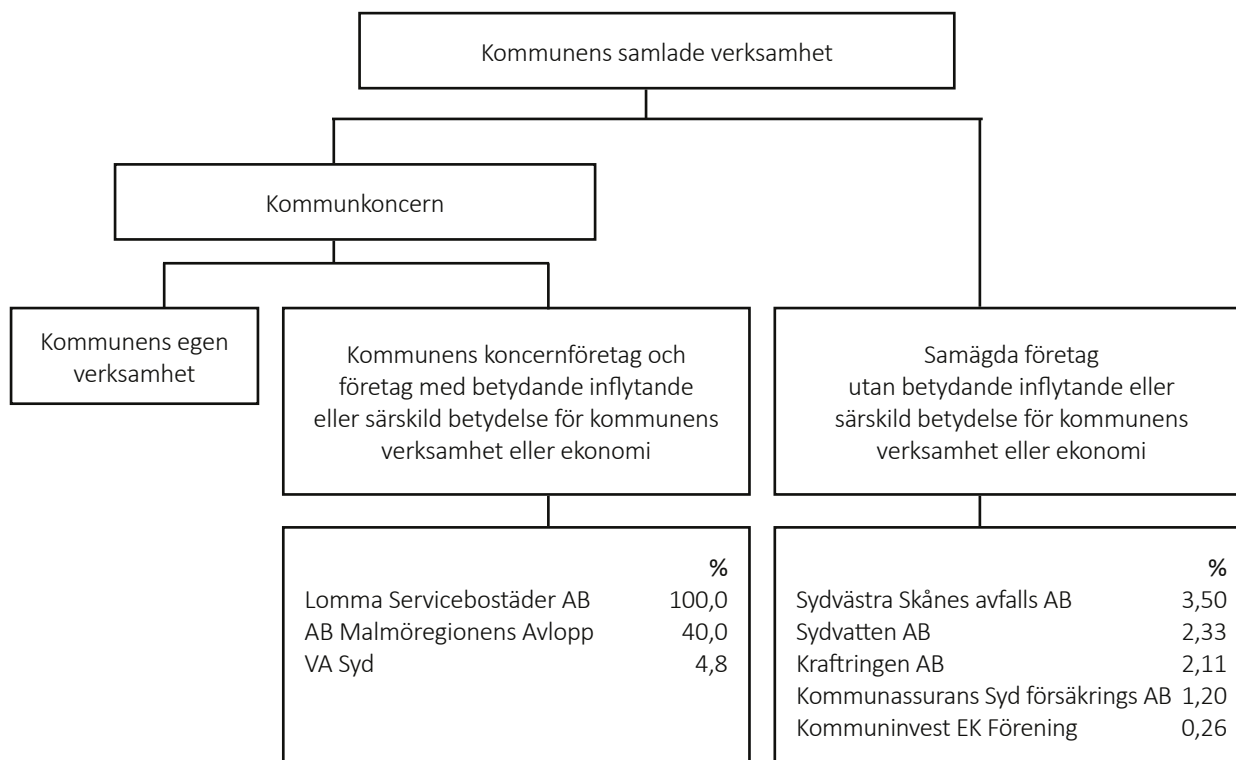 Kommunens samlade verksamhet
Kommunkoncern
Kommunens egen
verksamhet
Kommunens koncernföretag och
företag med betydande inflytande
eller särskild betydelse för kommunens
verksamhet eller ekonomi
Samägda företag
utan betydande inflytande eller
särskild betydelse för kommunens
verksamhet eller ekonomi
%
Lomma Servicebostäder AB 100,0
AB Malmöregionens Avlopp 40,0
VA Syd 4,8
%
Sydvästra Skånes avfalls AB 3,50
Sydvatten AB 2,33
Kraftringen AB 2,11
Kommunassurans Syd försäkrings AB 1,20
Kommuninvest EK Förening 0,26